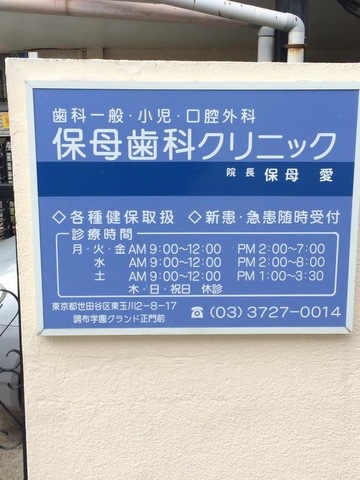 歯科一般・小児・口腔外科
保母歯科クリニック
院長 保母 愛
◇各種健保取扱 ◇新患・急患随時受付
診療時間
月・火・金 AM 9:00〜12:00 PM 2:00〜7:00
水 AM 9:00〜12:00 PM 2:00〜8:00
土 AM 9:00〜12:00 PM 1:00〜3:30
木・日・祝日 休診
東京都世田谷区東玉川2-8-17
調布学園グランド正門前
☎(03)3727-0014